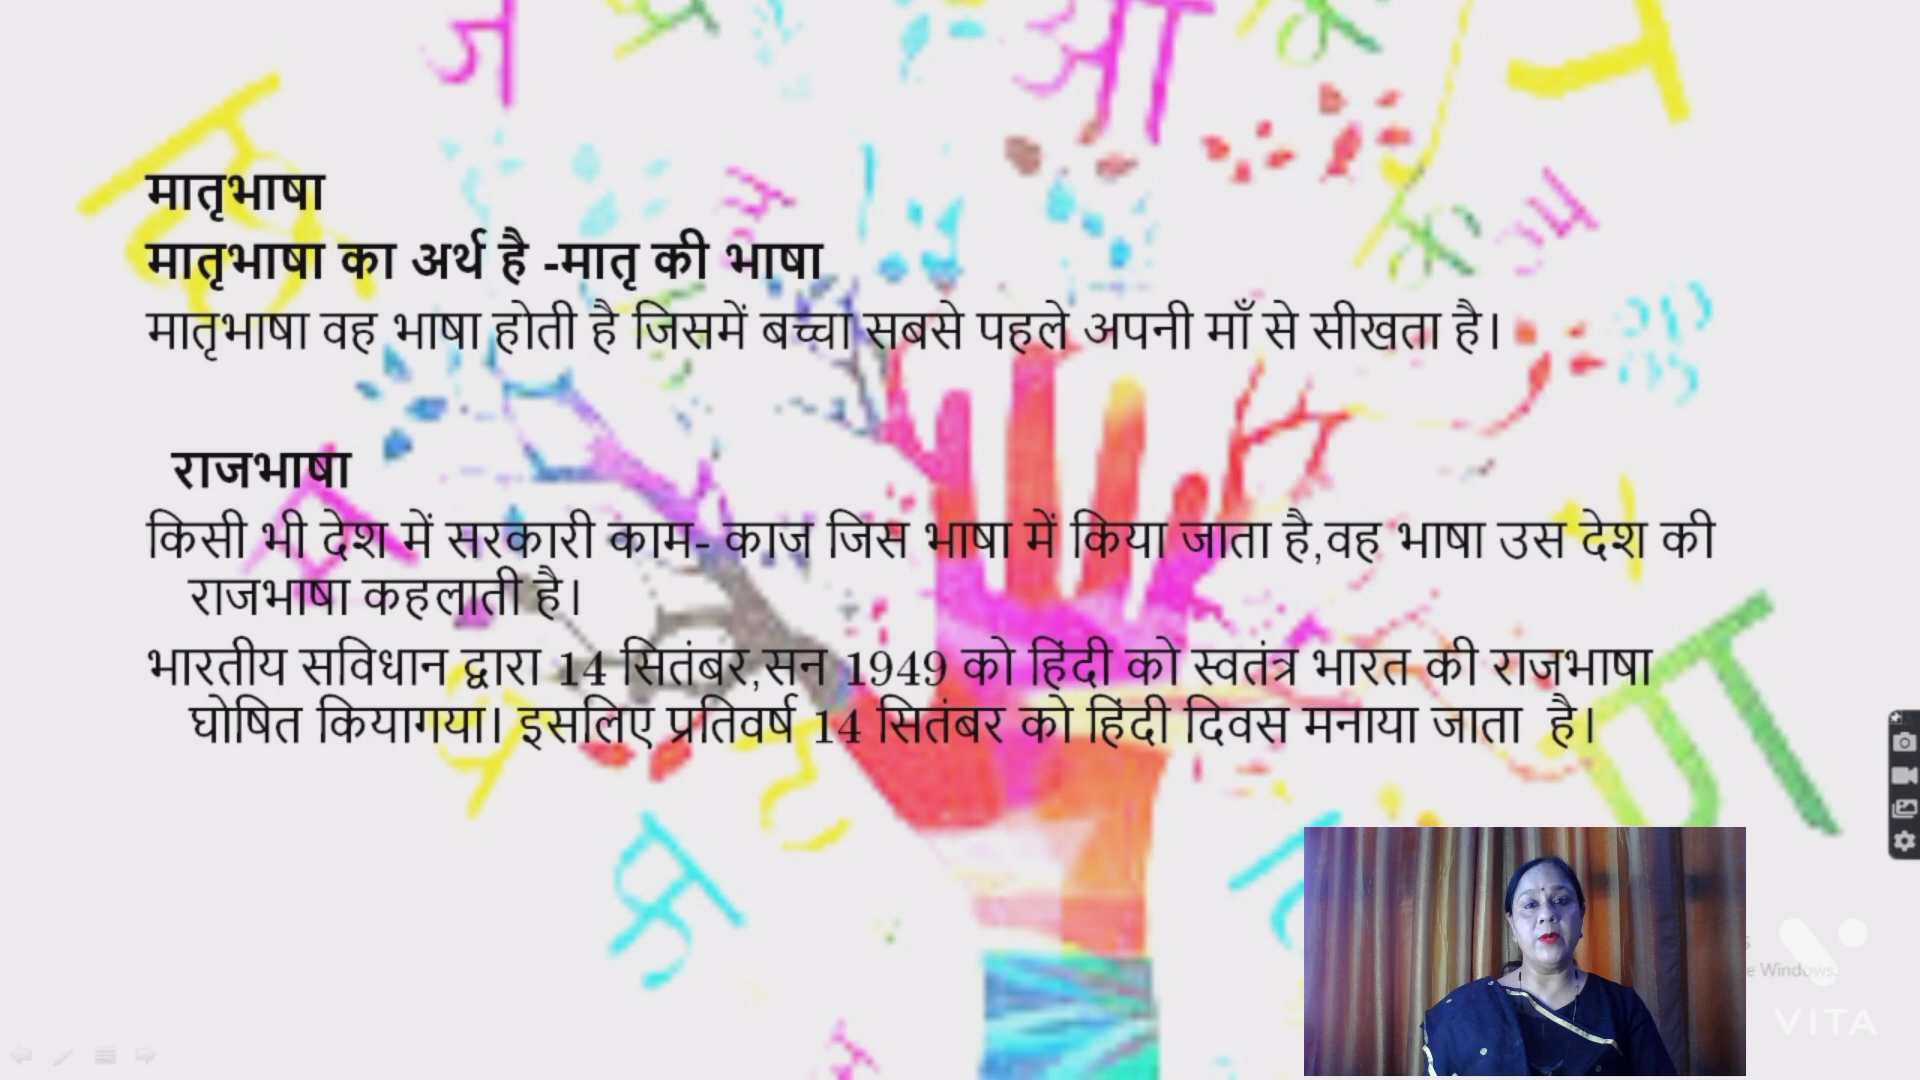 मातृभाषा
मातृभाषा का अर्थ है -मातृ की भाषा
मातृभाषा वह भाषा होती है जिसमें बच्चा सबसे पहले अपनी माँ से सीखता है।
राजभाषा
किसी भी देश में सरकारी काम- काज जिस भाषा में किया जाता है,वह भाषा उस देश की
राजभाषा कहलाती है।
भारतीय सविधान द्वारा 14 सितंबर,सन 1949 को हिंदी को स्वतंत्र भारत की राजभाषा
घोषित कियागया। इसलिए प्रतिवर्ष 14 सितंबर को हिंदी दिवस मनाया जाता  है।
Windows.
VITA